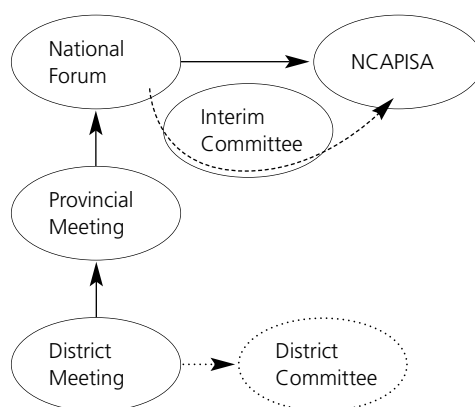 National
Forum
NCAPISA
Interim
Committee
Provincial
Meeting
District
Meeting
District
Committee